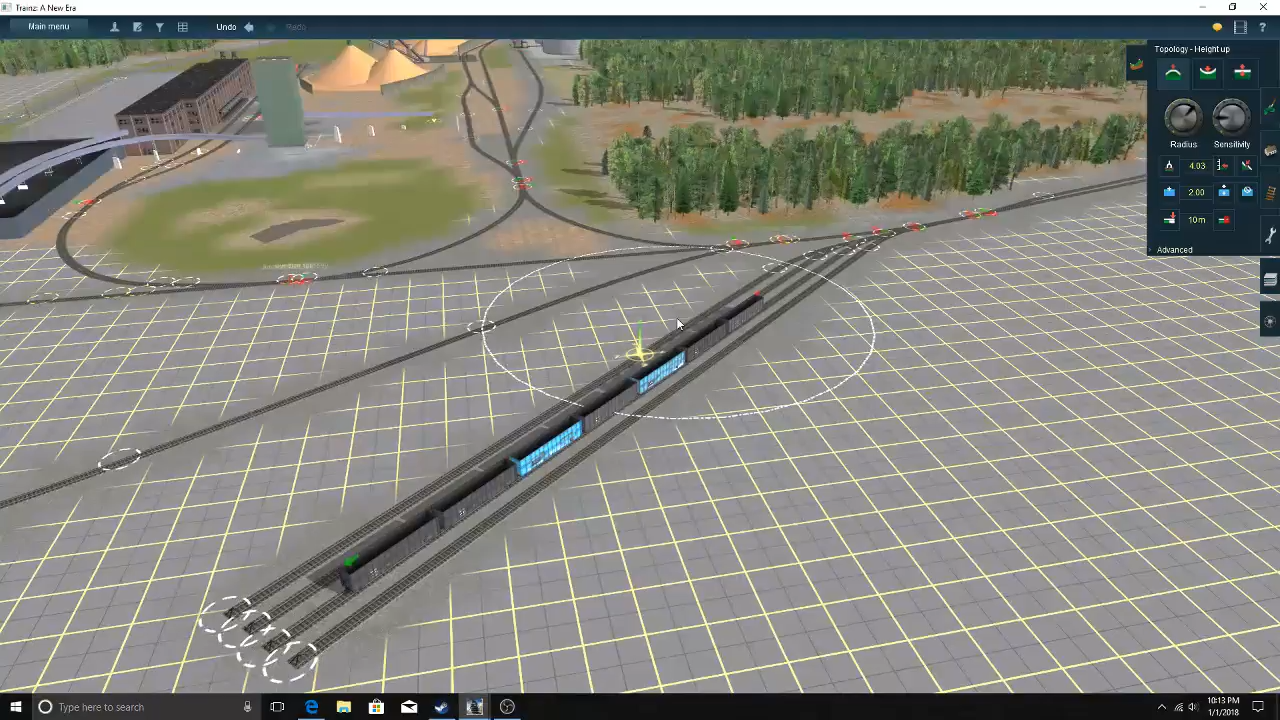 Trainz: A New Era
Main menu
Undo
Redo
Topology - Height up
Radius
Sensitivity
4.03
2.00
10m
Advanced
Type here to search
10:13 PM
1/1/2018